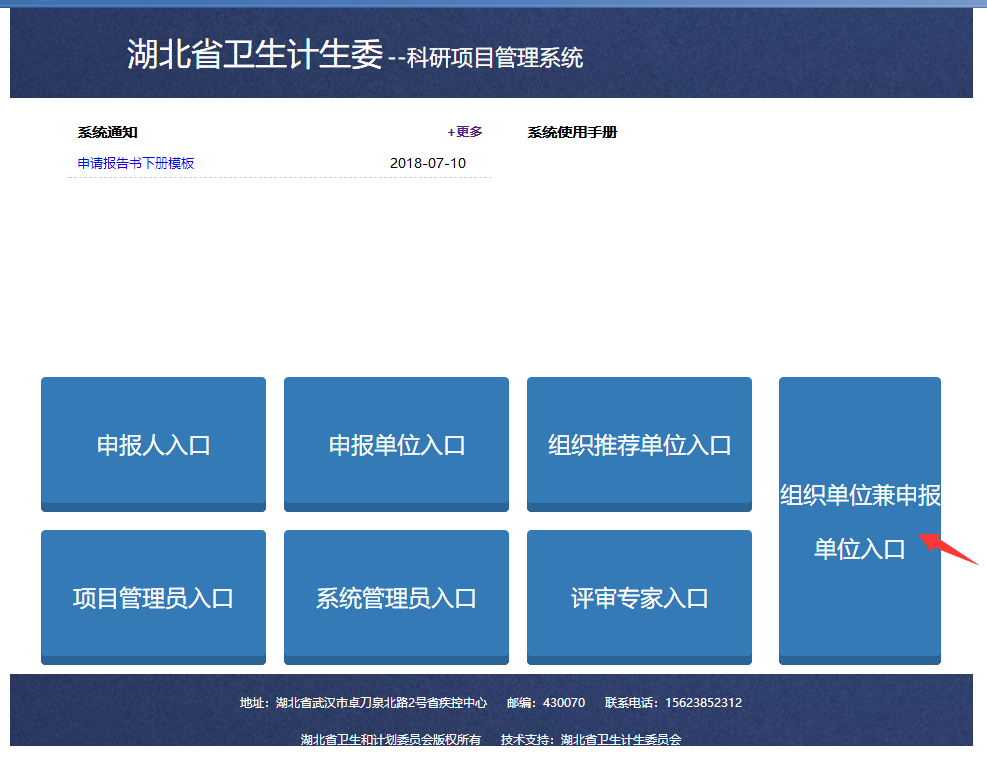 湖北省卫生计生委--科研项目管理系统
系统通知 +更多 系统使用手册
申请报告书下册模板 2018-07-10
申报人入口 申报单位入口 组织推荐单位入口
组织单位兼申报
单位入口
项目管理员入口 系统管理员入口 评审专家入口
地址：湖北省武汉市卓刀泉北路2号省疾控中心 邮编：430070 联系电话：15623852312
湖北省卫生和计划委员会版权所有 技术支持：湖北省卫生计生委员会